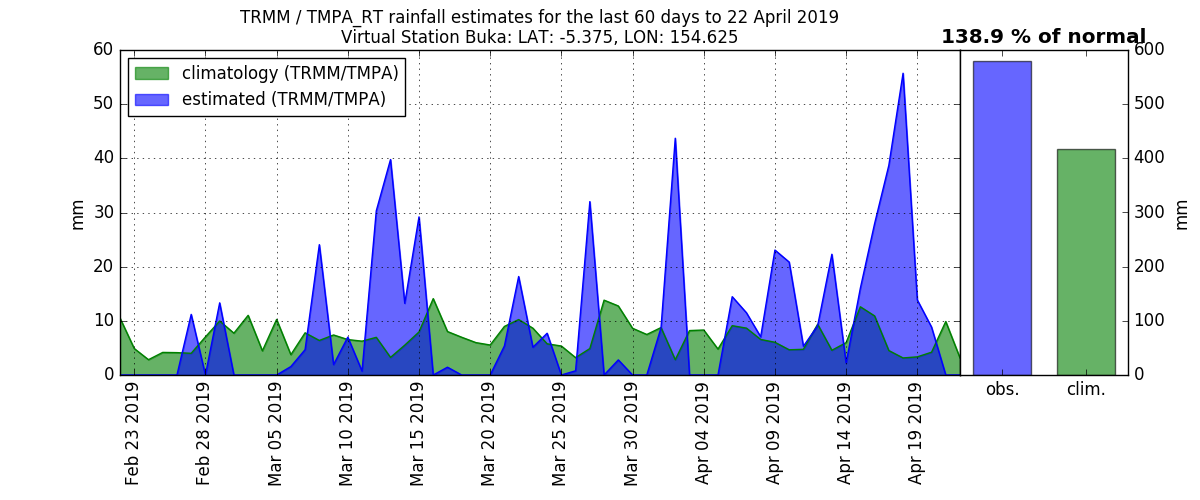 TRMM / TMPA_RT rainfall estimates for the last 60 days to 22 April 2019
Virtual Station Buka: LAT: -5.375, LON: 154.625
138.9 % of normal
climatology (TRMM/TMPA)
estimated (TRMM/TMPA)
60
50
40
30
20
10
0
mm
600
500
400
300
200
100
0
mm
obs.
clim.
Feb 23 2019
Feb 28 2019
Mar 05 2019
Mar 10 2019
Mar 15 2019
Mar 20 2019
Mar 25 2019
Mar 30 2019
Apr 04 2019
Apr 09 2019
Apr 14 2019
Apr 19 2019